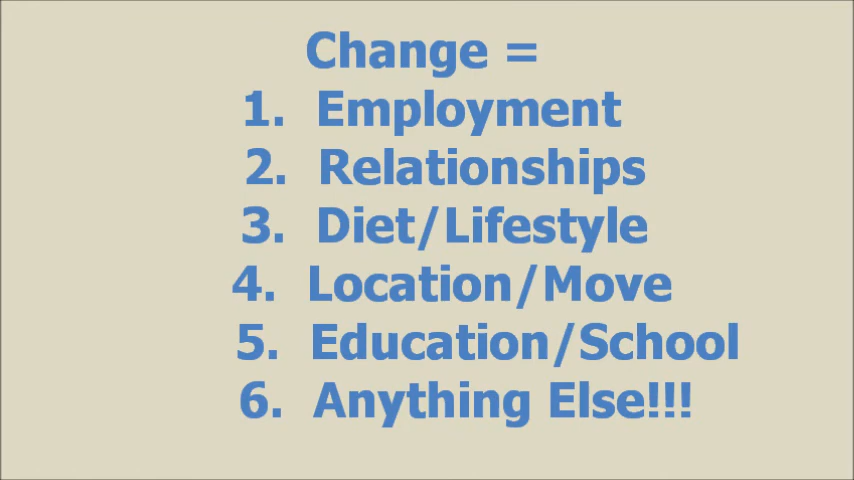 Change =
1. Employment
2. Relationships
3. Diet/Lifestyle
4. Location/Move
5. Education/School
6. Anything Else!!!